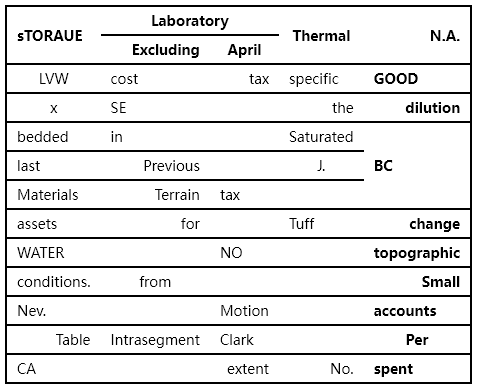 sTORAUE Laboratory Thermal N.A.
Excluding April
LVW cost tax specific GOOD
x SE the dilution
bedded in Saturated
last Previous J. BC
Materials Terrain tax
assets for Tuff change
WATER NO topographic
conditions. from Small
Nev. Motion accounts
Table Intrasegment Clark Per
CA extent No. spent